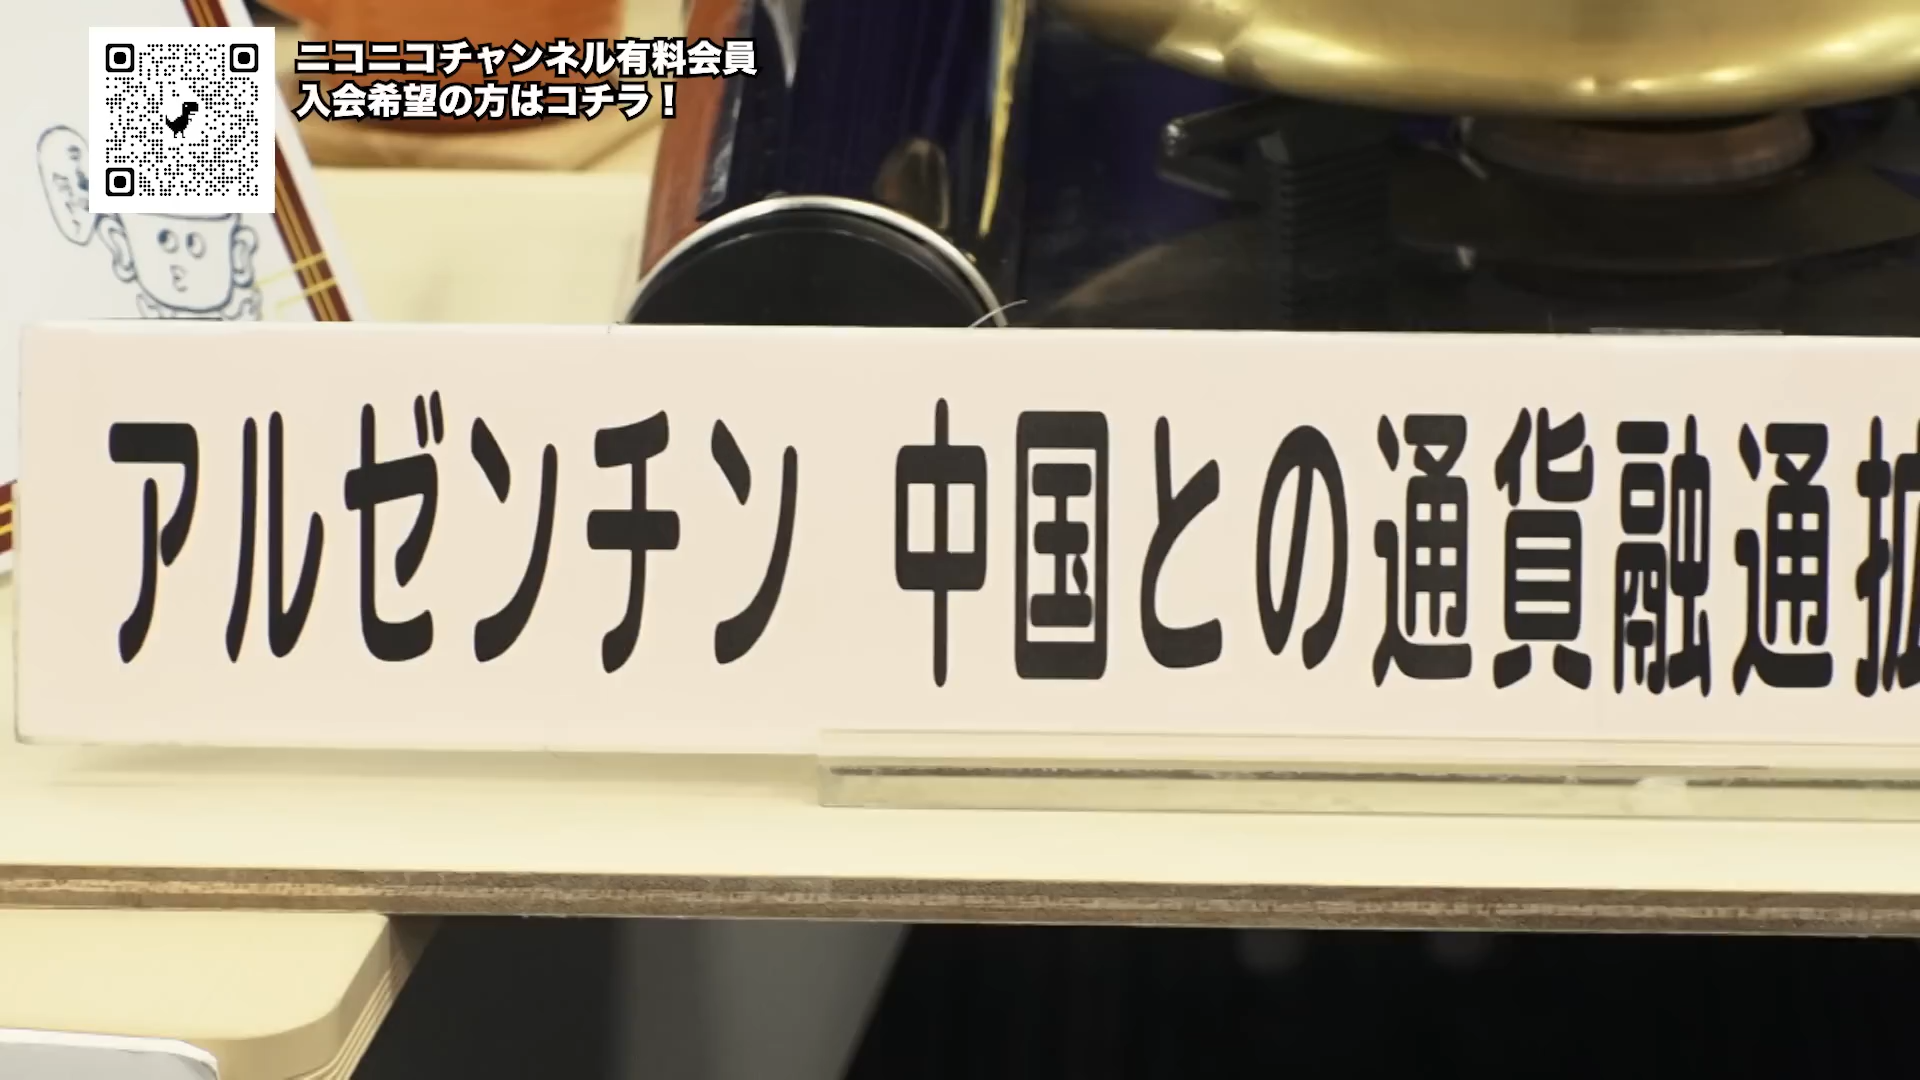 ニコニコチャンネル有料会員
入会希望の方はコチラ！
アルゼンチン 中国との通貨融通拡